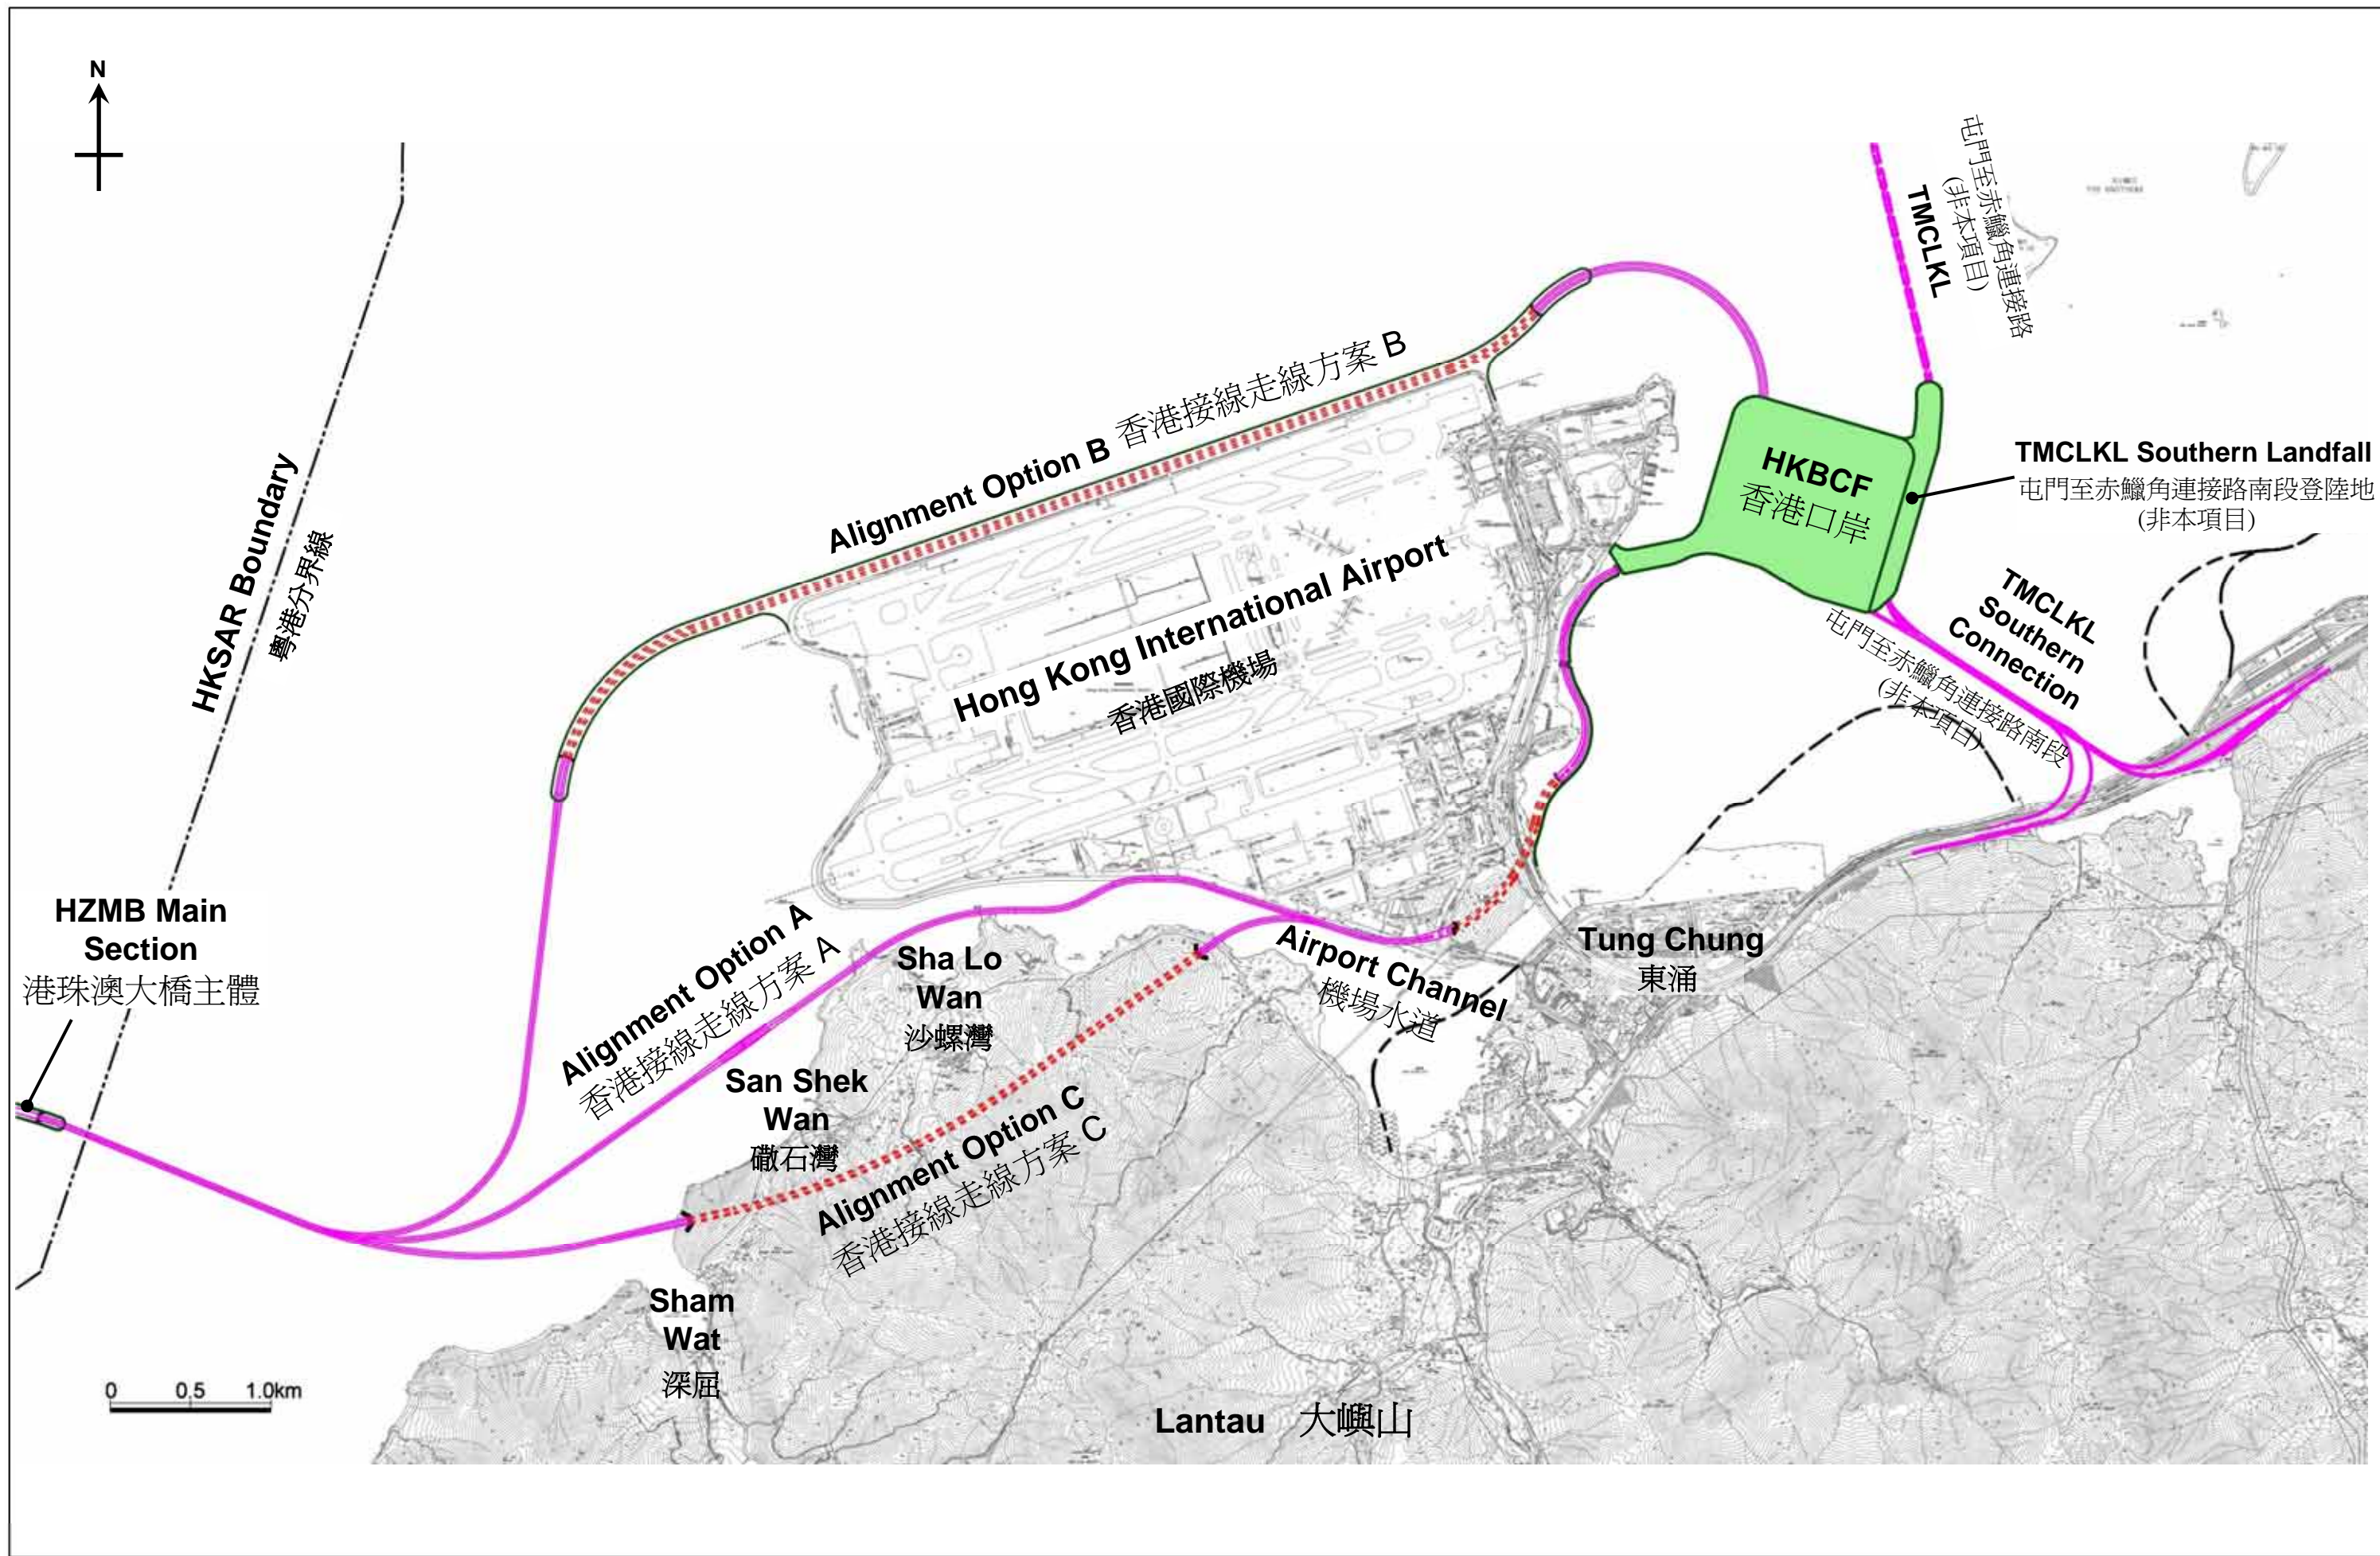 N
屯門至赤鱲角連接路
(非本項目)
TMCLKL
Alignment Option B 香港接線走線方案 B
HKBCF
香港口岸
TMCLKL Southern Landfall
屯門至赤鱲角連接路南段登陸地
(非本項目)
HKSAR Boundary
粵港分界線
Hong Kong International Airport
香港國際機場
TMCLKL
Southern
Connection
屯門至赤鱲角連接路南段
(非本項目)
HZMB Main
Section
港珠澳大橋主體
Alignment Option A
香港接線走線方案 A
Sha Lo
Wan
沙螺灣
Airport Channel
機場水道
Tung Chung
東涌
San Shek
Wan
䃟石灣
Alignment Option C
香港接線走線方案 C
Sham
Wat
深屈
0 0.5 1.0km
Lantau 大嶼山